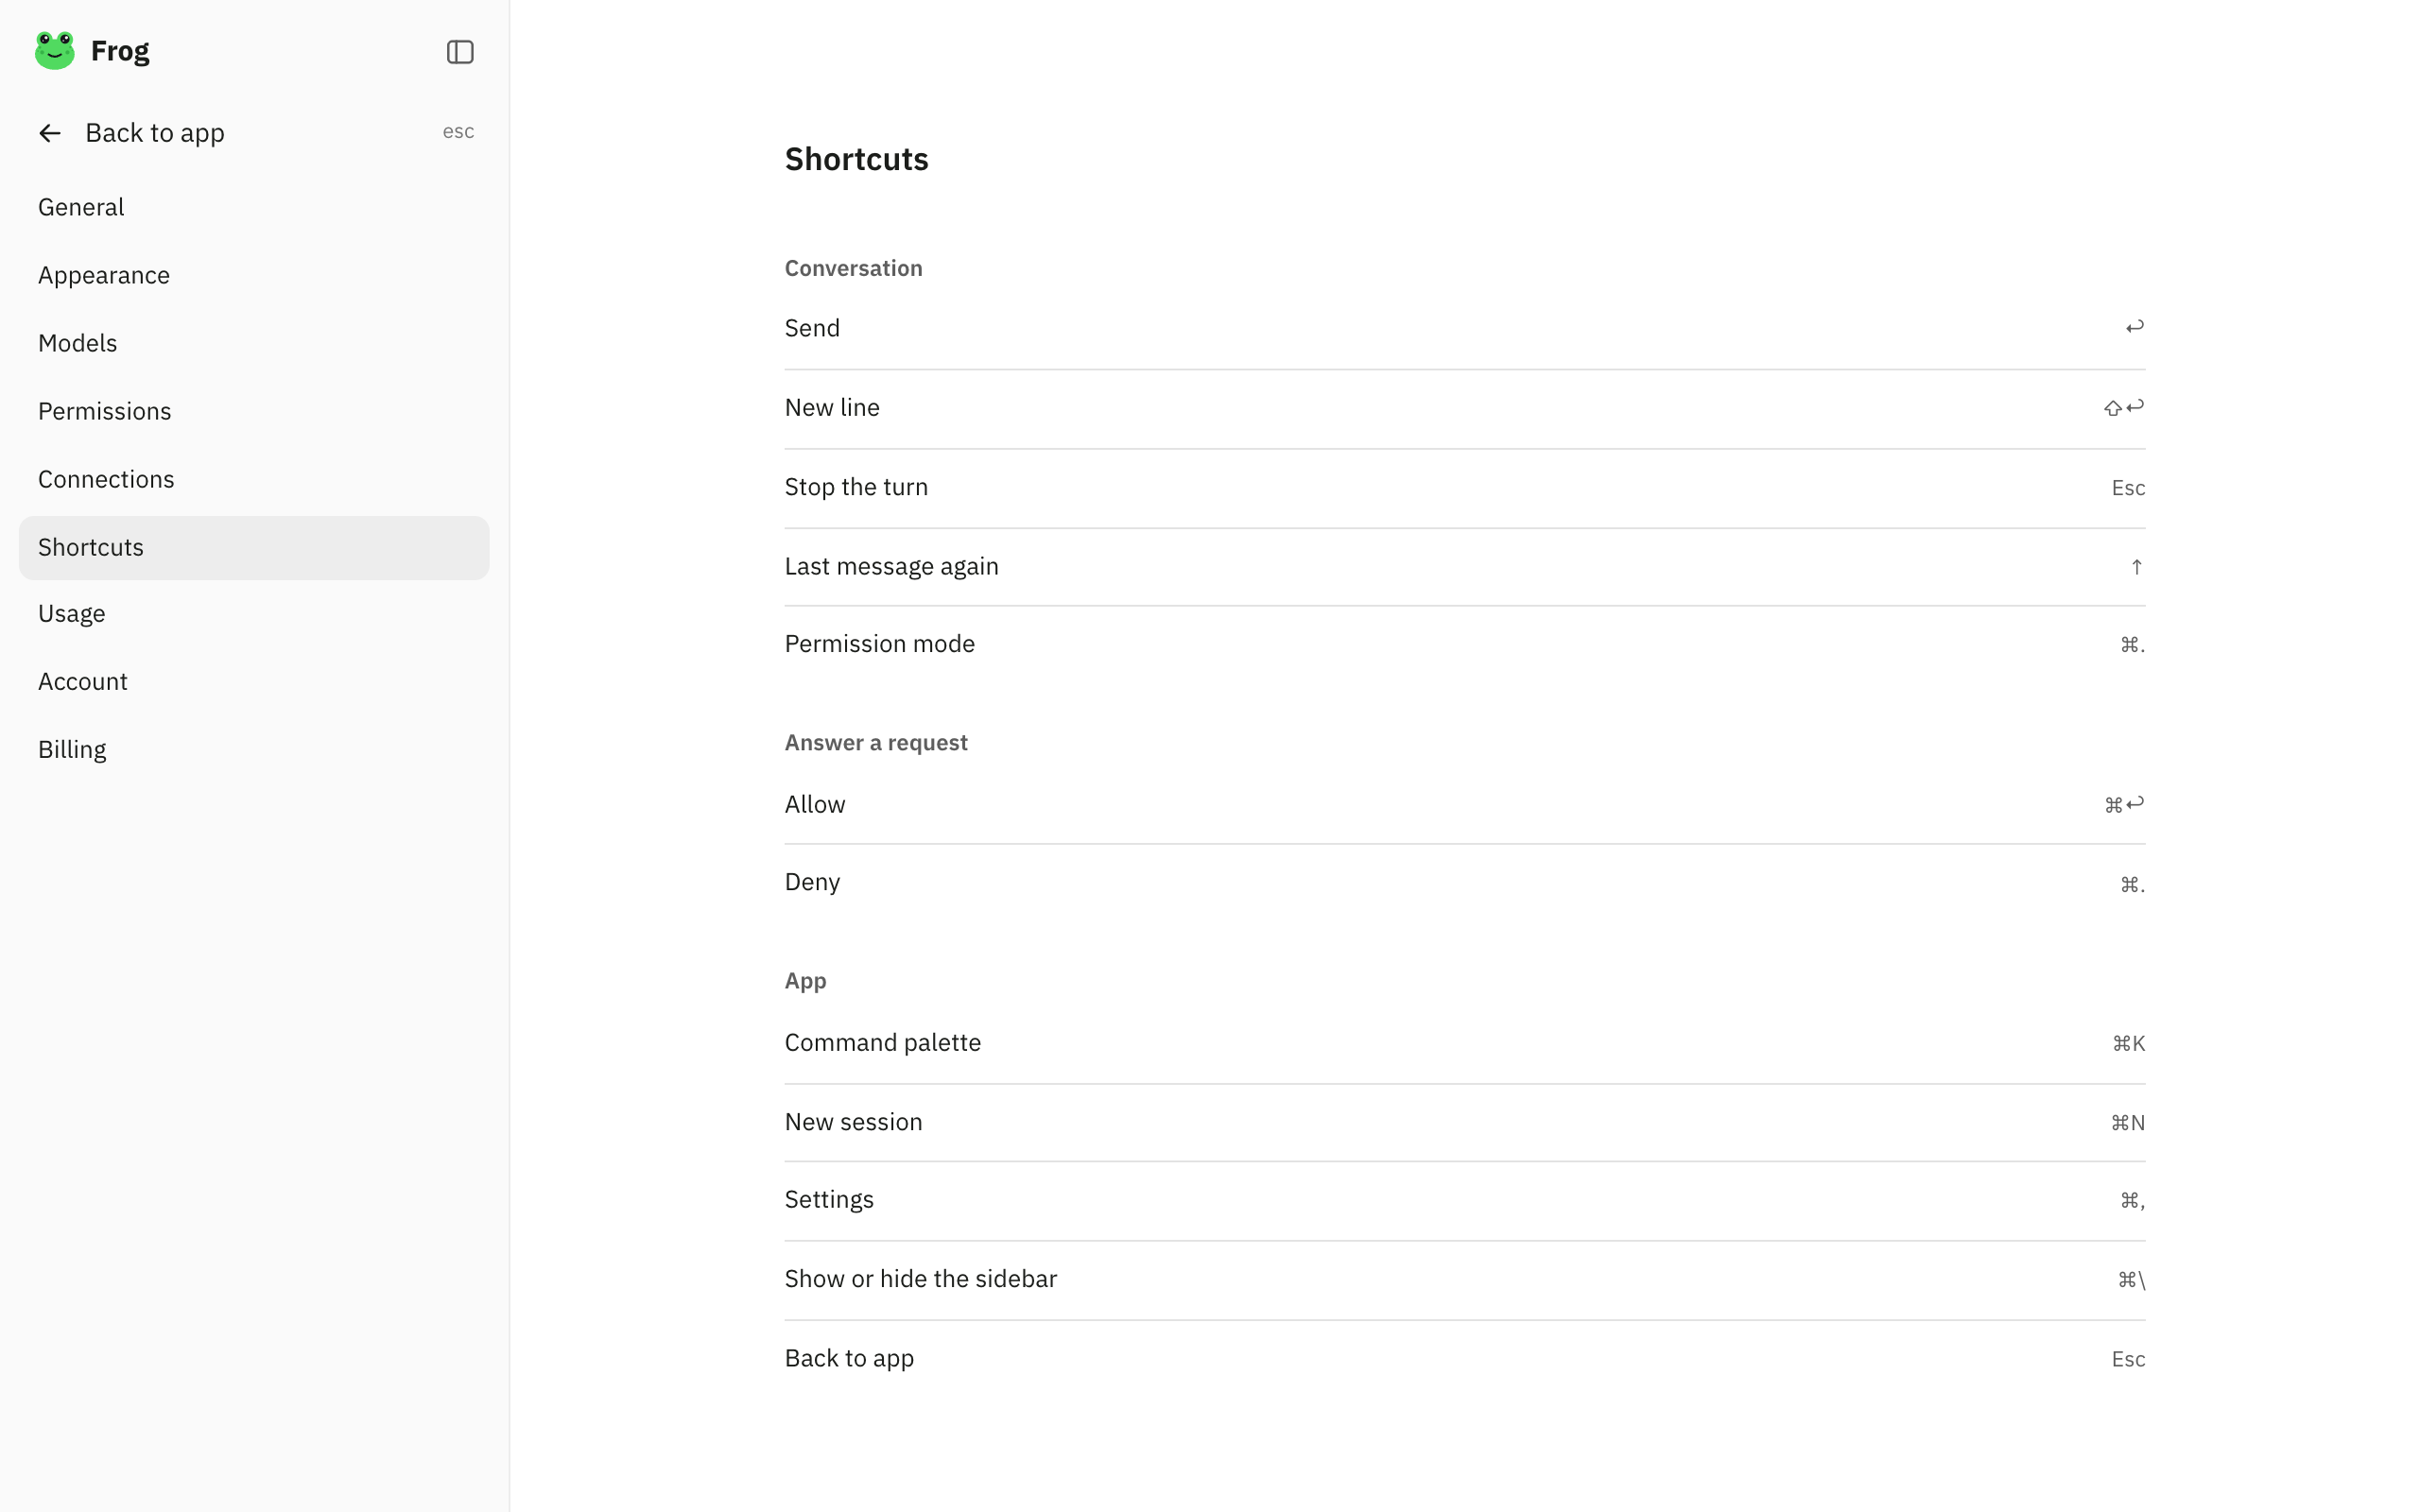 Frog
Back to app esc
General
Appearance
Models
Permissions
Connections
Shortcuts
Usage
Account
Billing
Shortcuts
Conversation
Send ↩
New line ⇧↩
Stop the turn Esc
Last message again ↑
Permission mode ⌘.
Answer a request
Allow ⌘↩
Deny ⌘.
App
Command palette ⌘K
New session ⌘N
Settings ⌘,
Show or hide the sidebar ⌘\
Back to app Esc